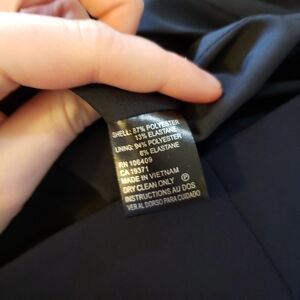 SHELL: 87% POLYESTER
13% ELASTANE
LINING: 94% POLYESTER
6% ELASTANE
RN 106409
CA 19371
MADE IN VIETNAM
DRY CLEAN ONLY Ⓟ
INSTRUCTIONS AU DOS
VER AL DORSO PARA CUIDADO